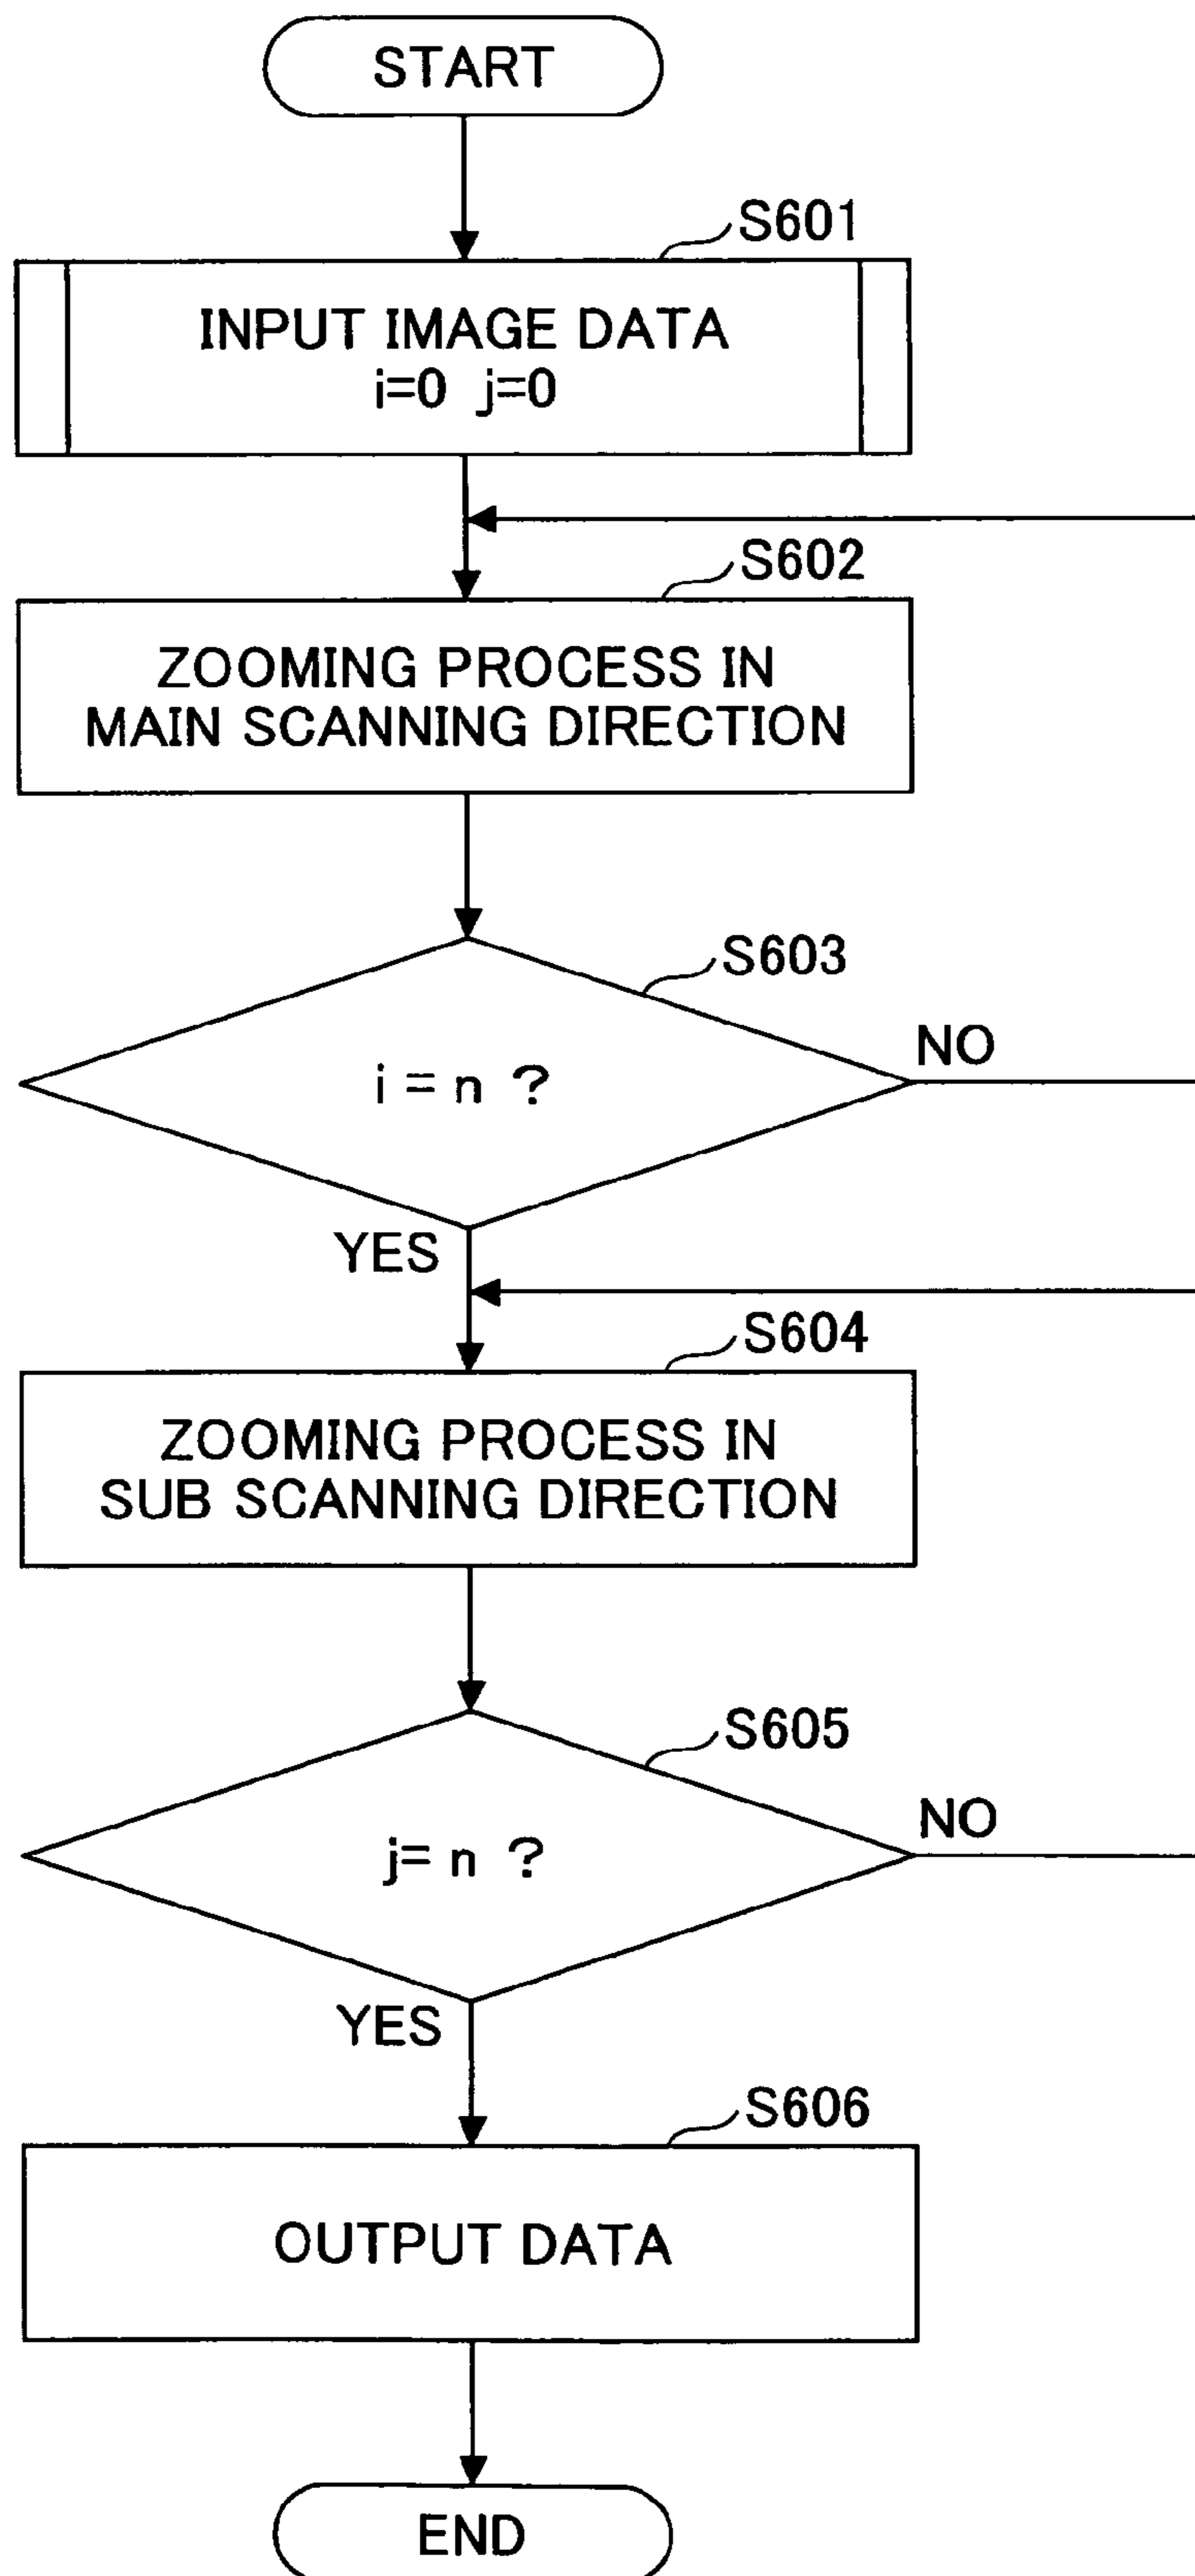 START
S601
INPUT IMAGE DATA
i=0 j=0
S602
ZOOMING PROCESS IN
MAIN SCANNING DIRECTION
S603
i = n ?
NO
YES
S604
ZOOMING PROCESS IN
SUB SCANNING DIRECTION
S605
j= n ?
NO
YES
S606
OUTPUT DATA
END